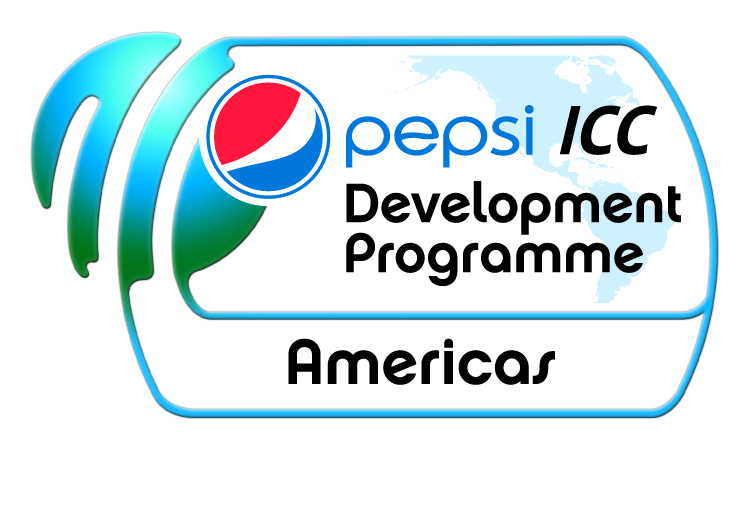 pepsi ICC
Development
Programme
Americas